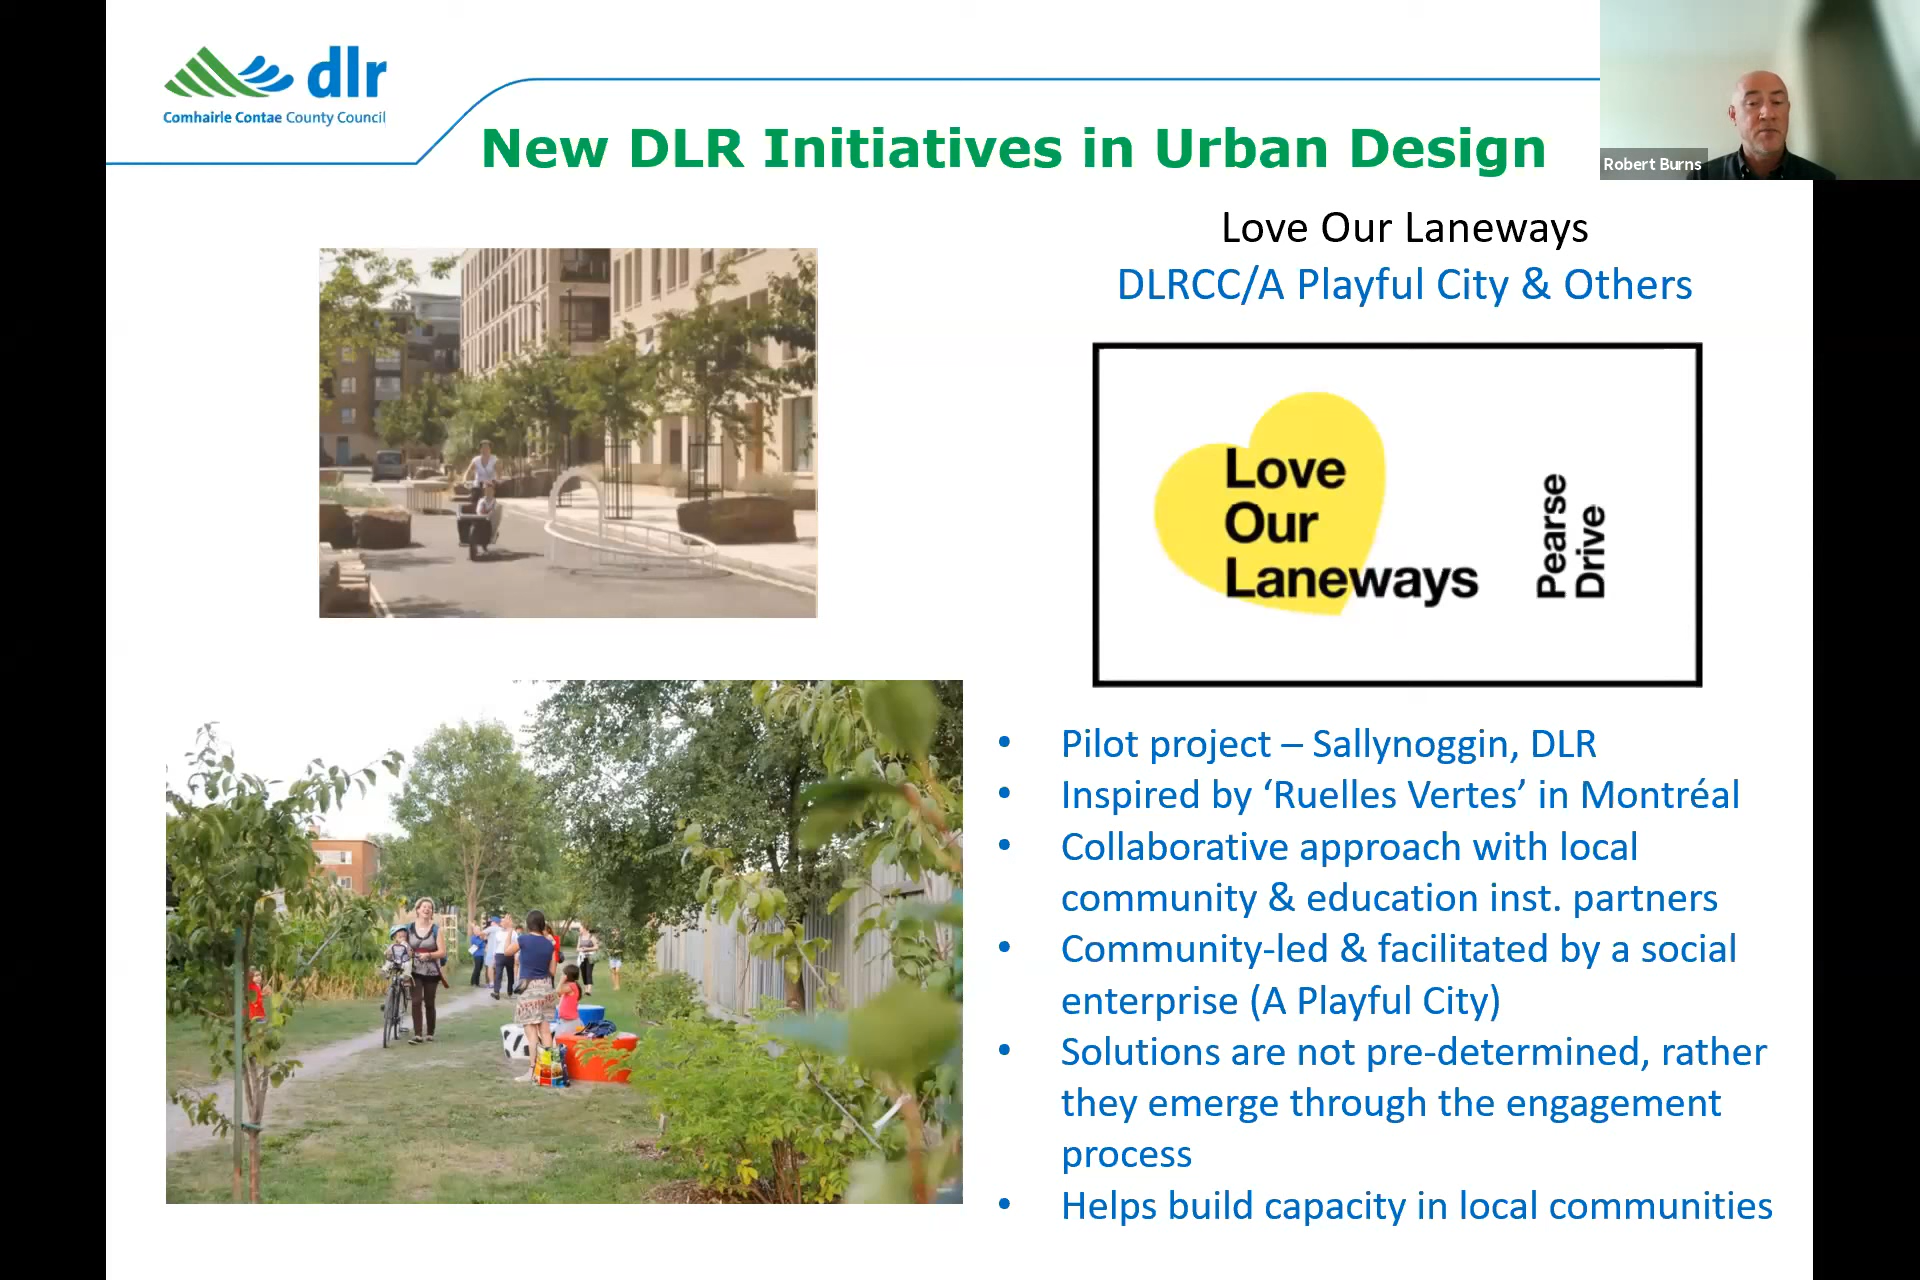 dlr
Comhairle Contae County Council
New DLR Initiatives in Urban Design
Robert Burns
Love Our Laneways
DLRCC/A Playful City & Others
Love
Our
Laneways
Pearse
Drive
• Pilot project – Sallynoggin, DLR
• Inspired by ‘Ruelles Vertes’ in Montréal
• Collaborative approach with local
community & education inst. partners
• Community-led & facilitated by a social
enterprise (A Playful City)
• Solutions are not pre-determined, rather
they emerge through the engagement
process
• Helps build capacity in local communities